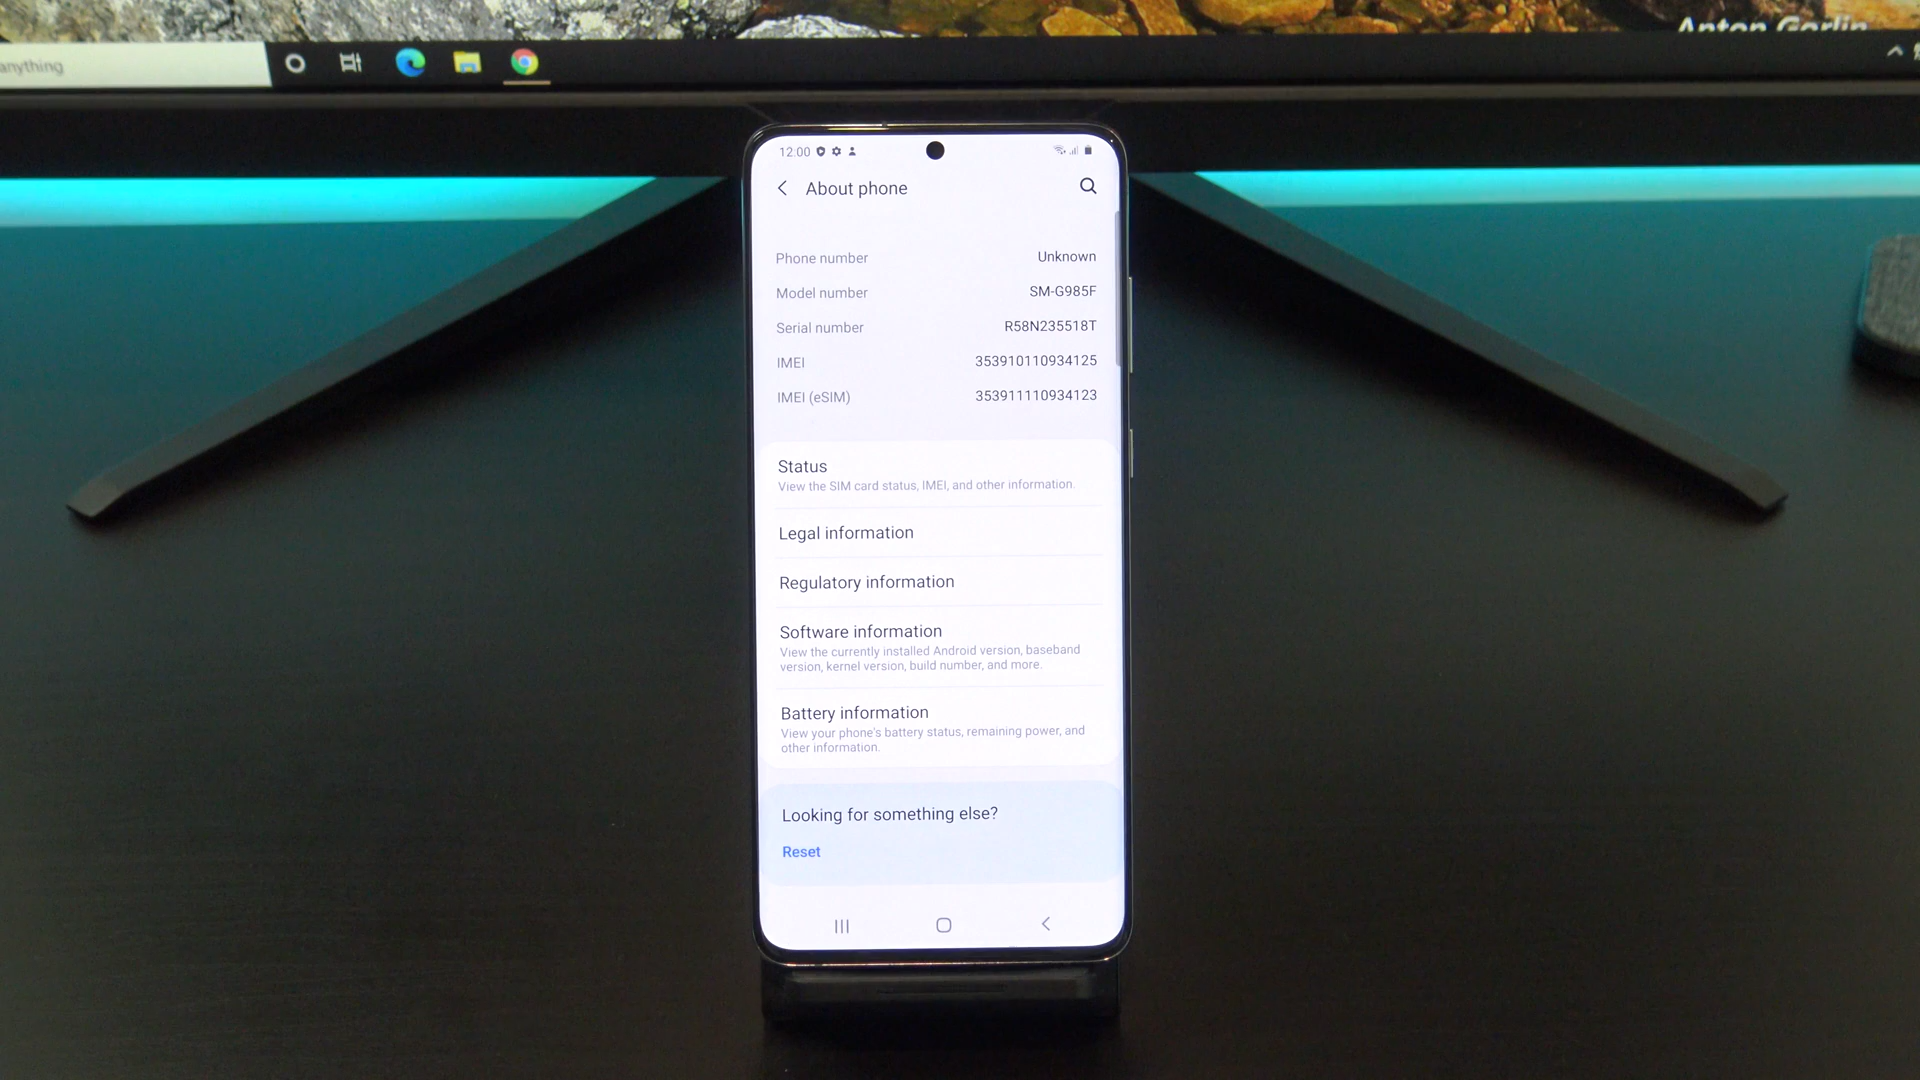 Anton Gorlin
anything
12:00
About phone
Phone number Unknown
Model number SM-G985F
Serial number R58N235518T
IMEI 353910110934125
IMEI (eSIM) 353911110934123
Status
View the SIM card status, IMEI, and other information.
Legal information
Regulatory information
Software information
View the currently installed Android version, baseband
version, kernel version, build number, and more.
Battery information
View your phone's battery status, remaining power, and
other information.
Looking for something else?
Reset